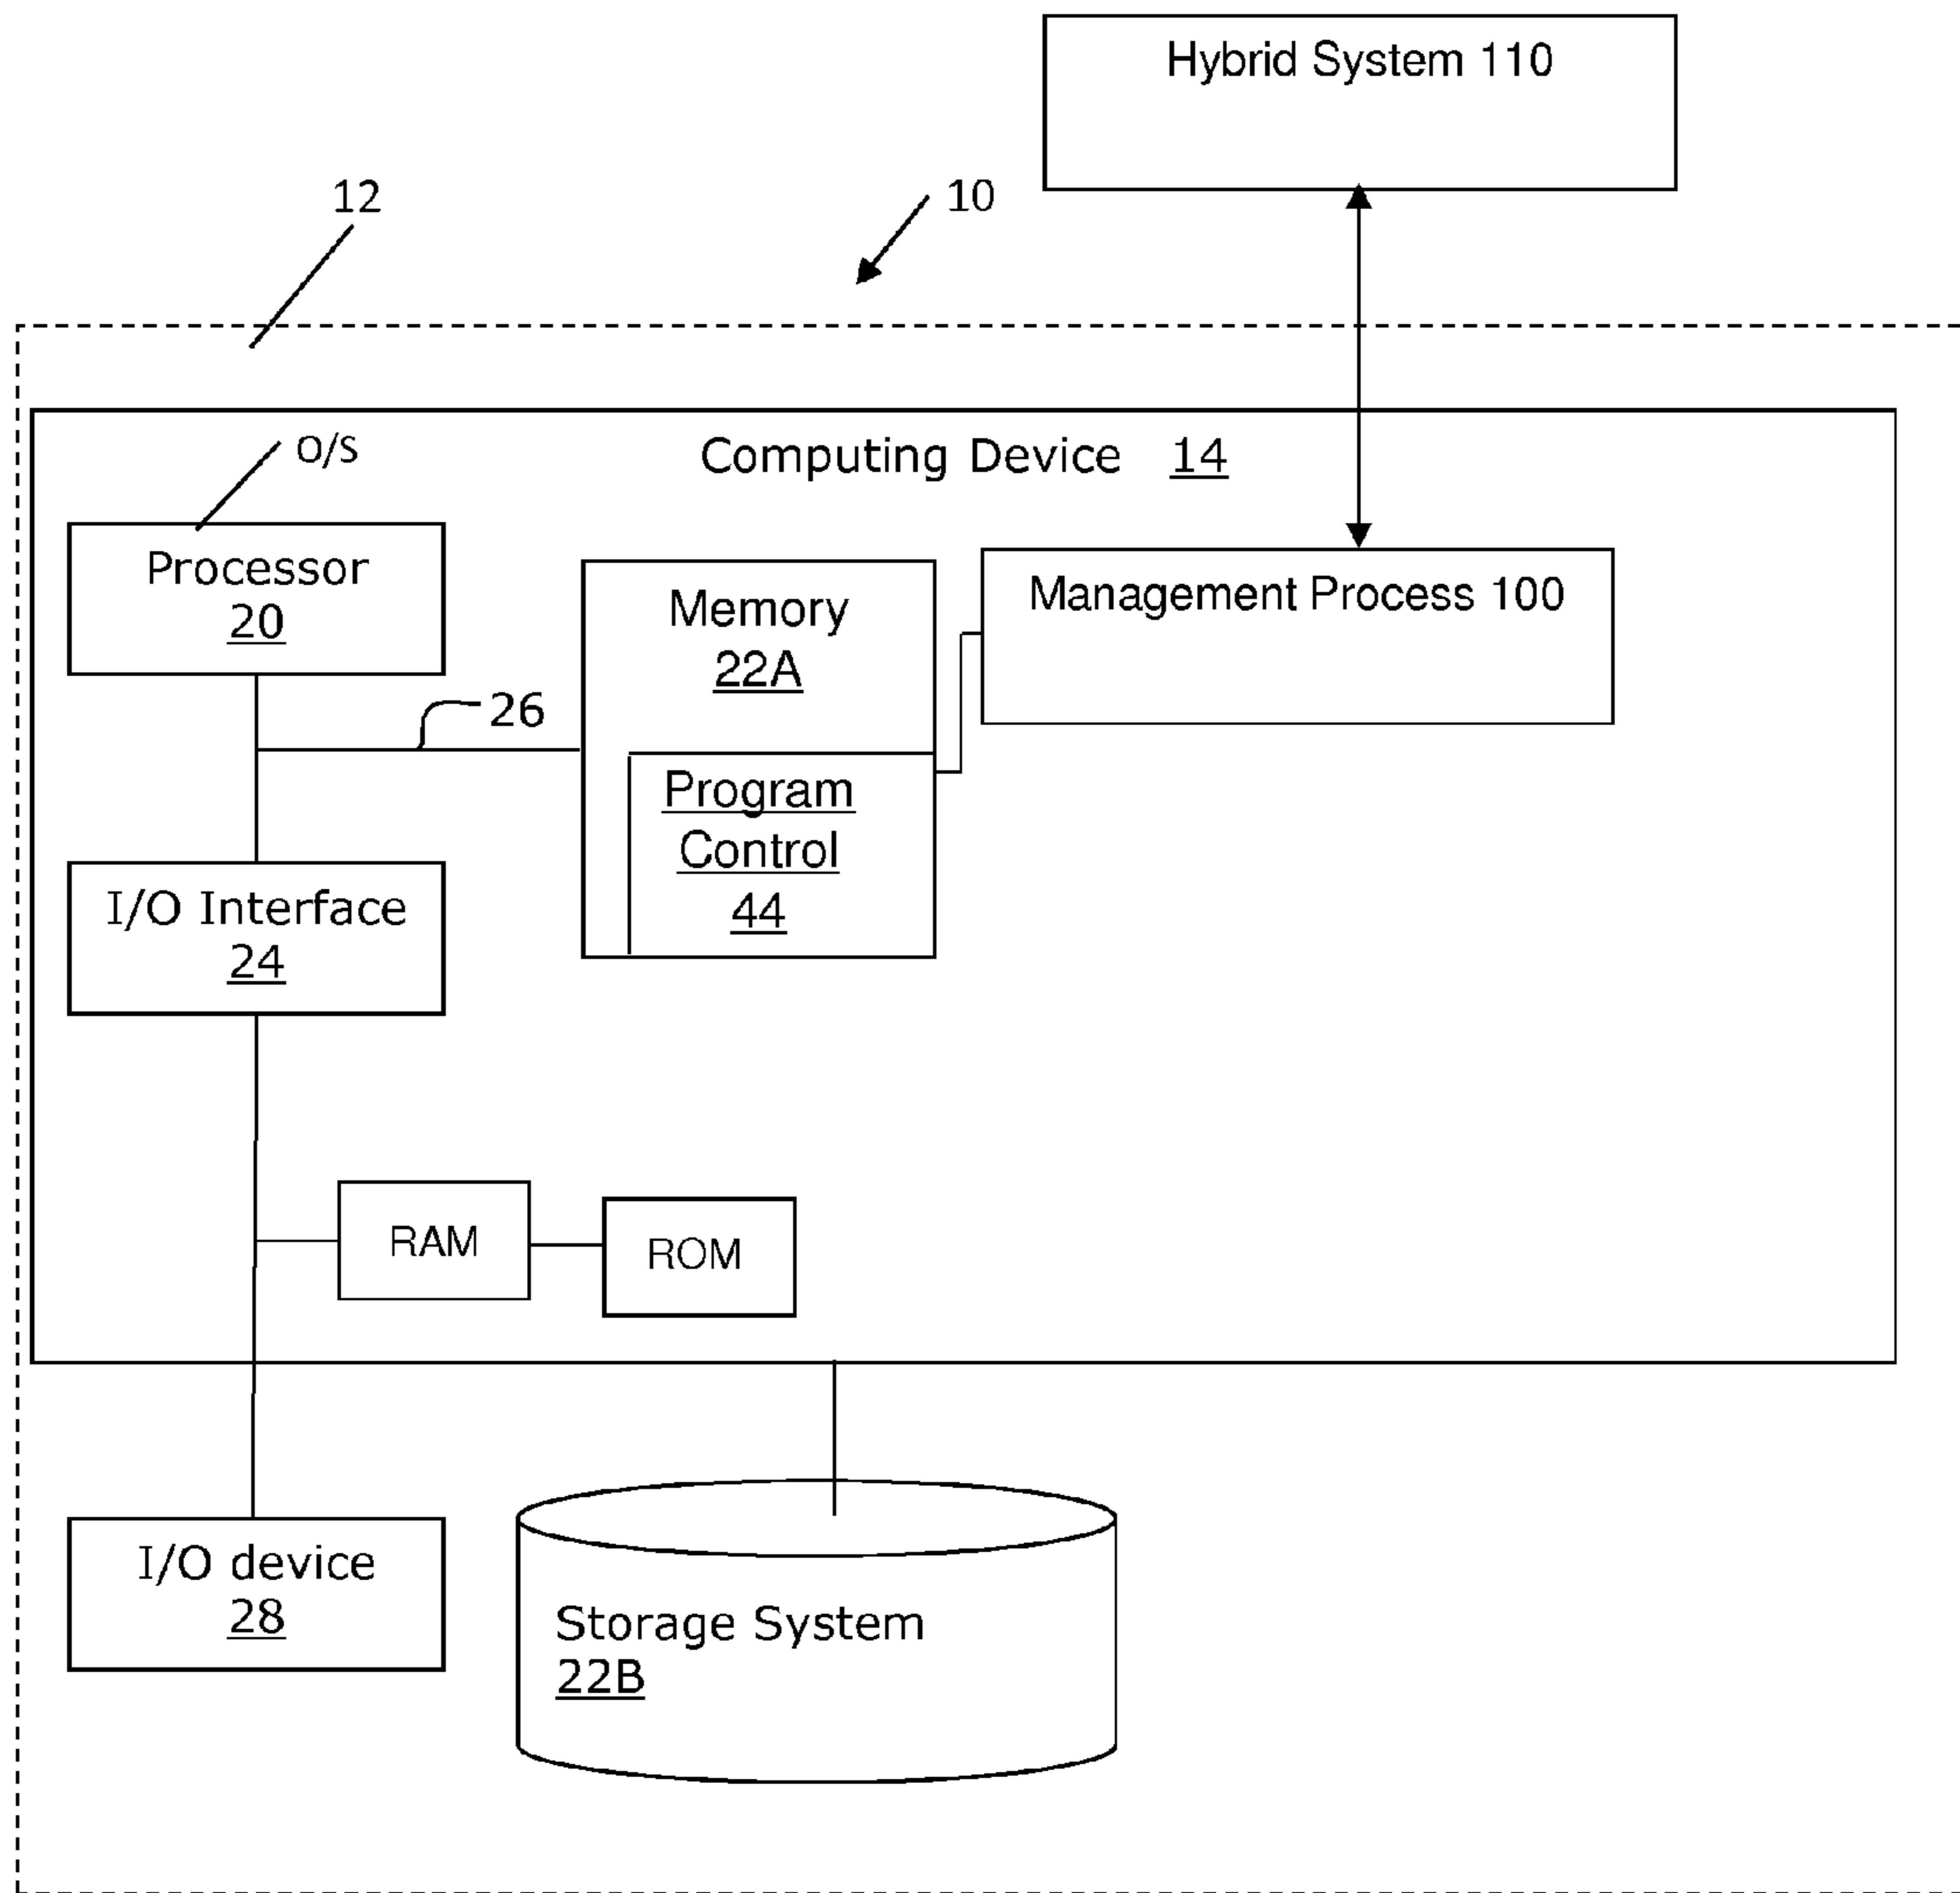 Hybrid System 110
12
10
O/S
Computing Device 14
Processor
20
Memory
22A
Management Process 100
26
Program
Control
44
I/O Interface
24
RAM
ROM
I/O device
28
Storage System
22B